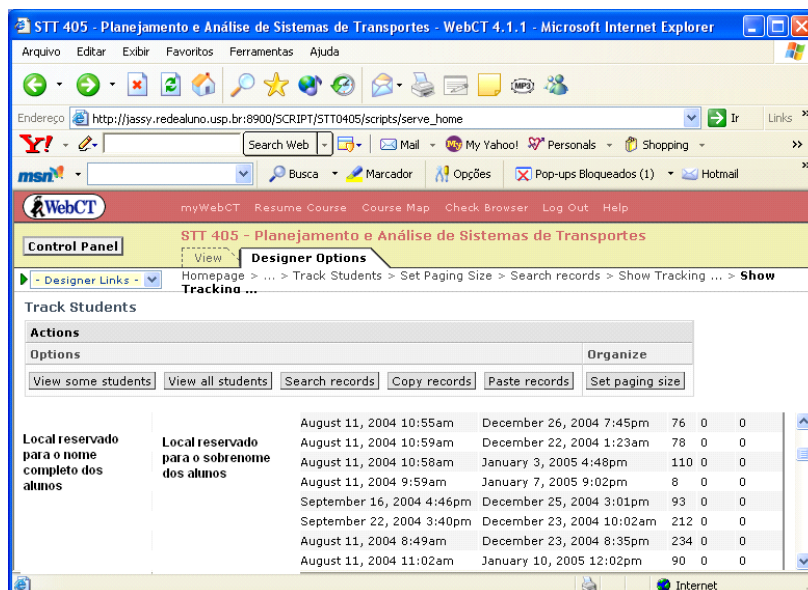 STT 405 - Planejamento e Análise de Sistemas de Transportes - WebCT 4.1.1 - Microsoft Internet Explorer
Arquivo Editar Exibir Favoritos Ferramentas Ajuda
MP3
Endereço http://jassy.redealuno.usp.br:8900/SCRIPT/STT0405/scripts/serve_home Ir Links »
Y! Search Web Mail My Yahoo! Personals Shopping »
msn Busca Marcador Opções Pop-ups Bloqueados (1) Hotmail »
WebCT myWebCT Resume Course Course Map Check Browser Log Out Help
Control Panel STT 405 - Planejamento e Análise de Sistemas de Transportes
View Designer Options
- Designer Links - Homepage > ... > Track Students > Set Paging Size > Search records > Show Tracking ... > Show
Tracking ...
Track Students
Actions
Options Organize
View some students View all students Search records Copy records Paste records Set paging size
Local reservado
para o nome
completo dos
alunos
Local reservado
para o sobrenome
dos alunos
August 11, 2004 10:55am December 26, 2004 7:45pm 76 0 0
August 11, 2004 10:59am December 22, 2004 1:23am 78 0 0
August 11, 2004 10:58am January 3, 2005 4:48pm 110 0 0
August 11, 2004 9:59am January 7, 2005 9:02pm 8 0 0
September 16, 2004 4:46pm December 25, 2004 3:01pm 93 0 0
September 22, 2004 3:40pm December 23, 2004 10:02am 212 0 0
August 11, 2004 8:49am December 23, 2004 8:35pm 234 0 0
August 11, 2004 11:02am January 10, 2005 12:02pm 90 0 0
Internet